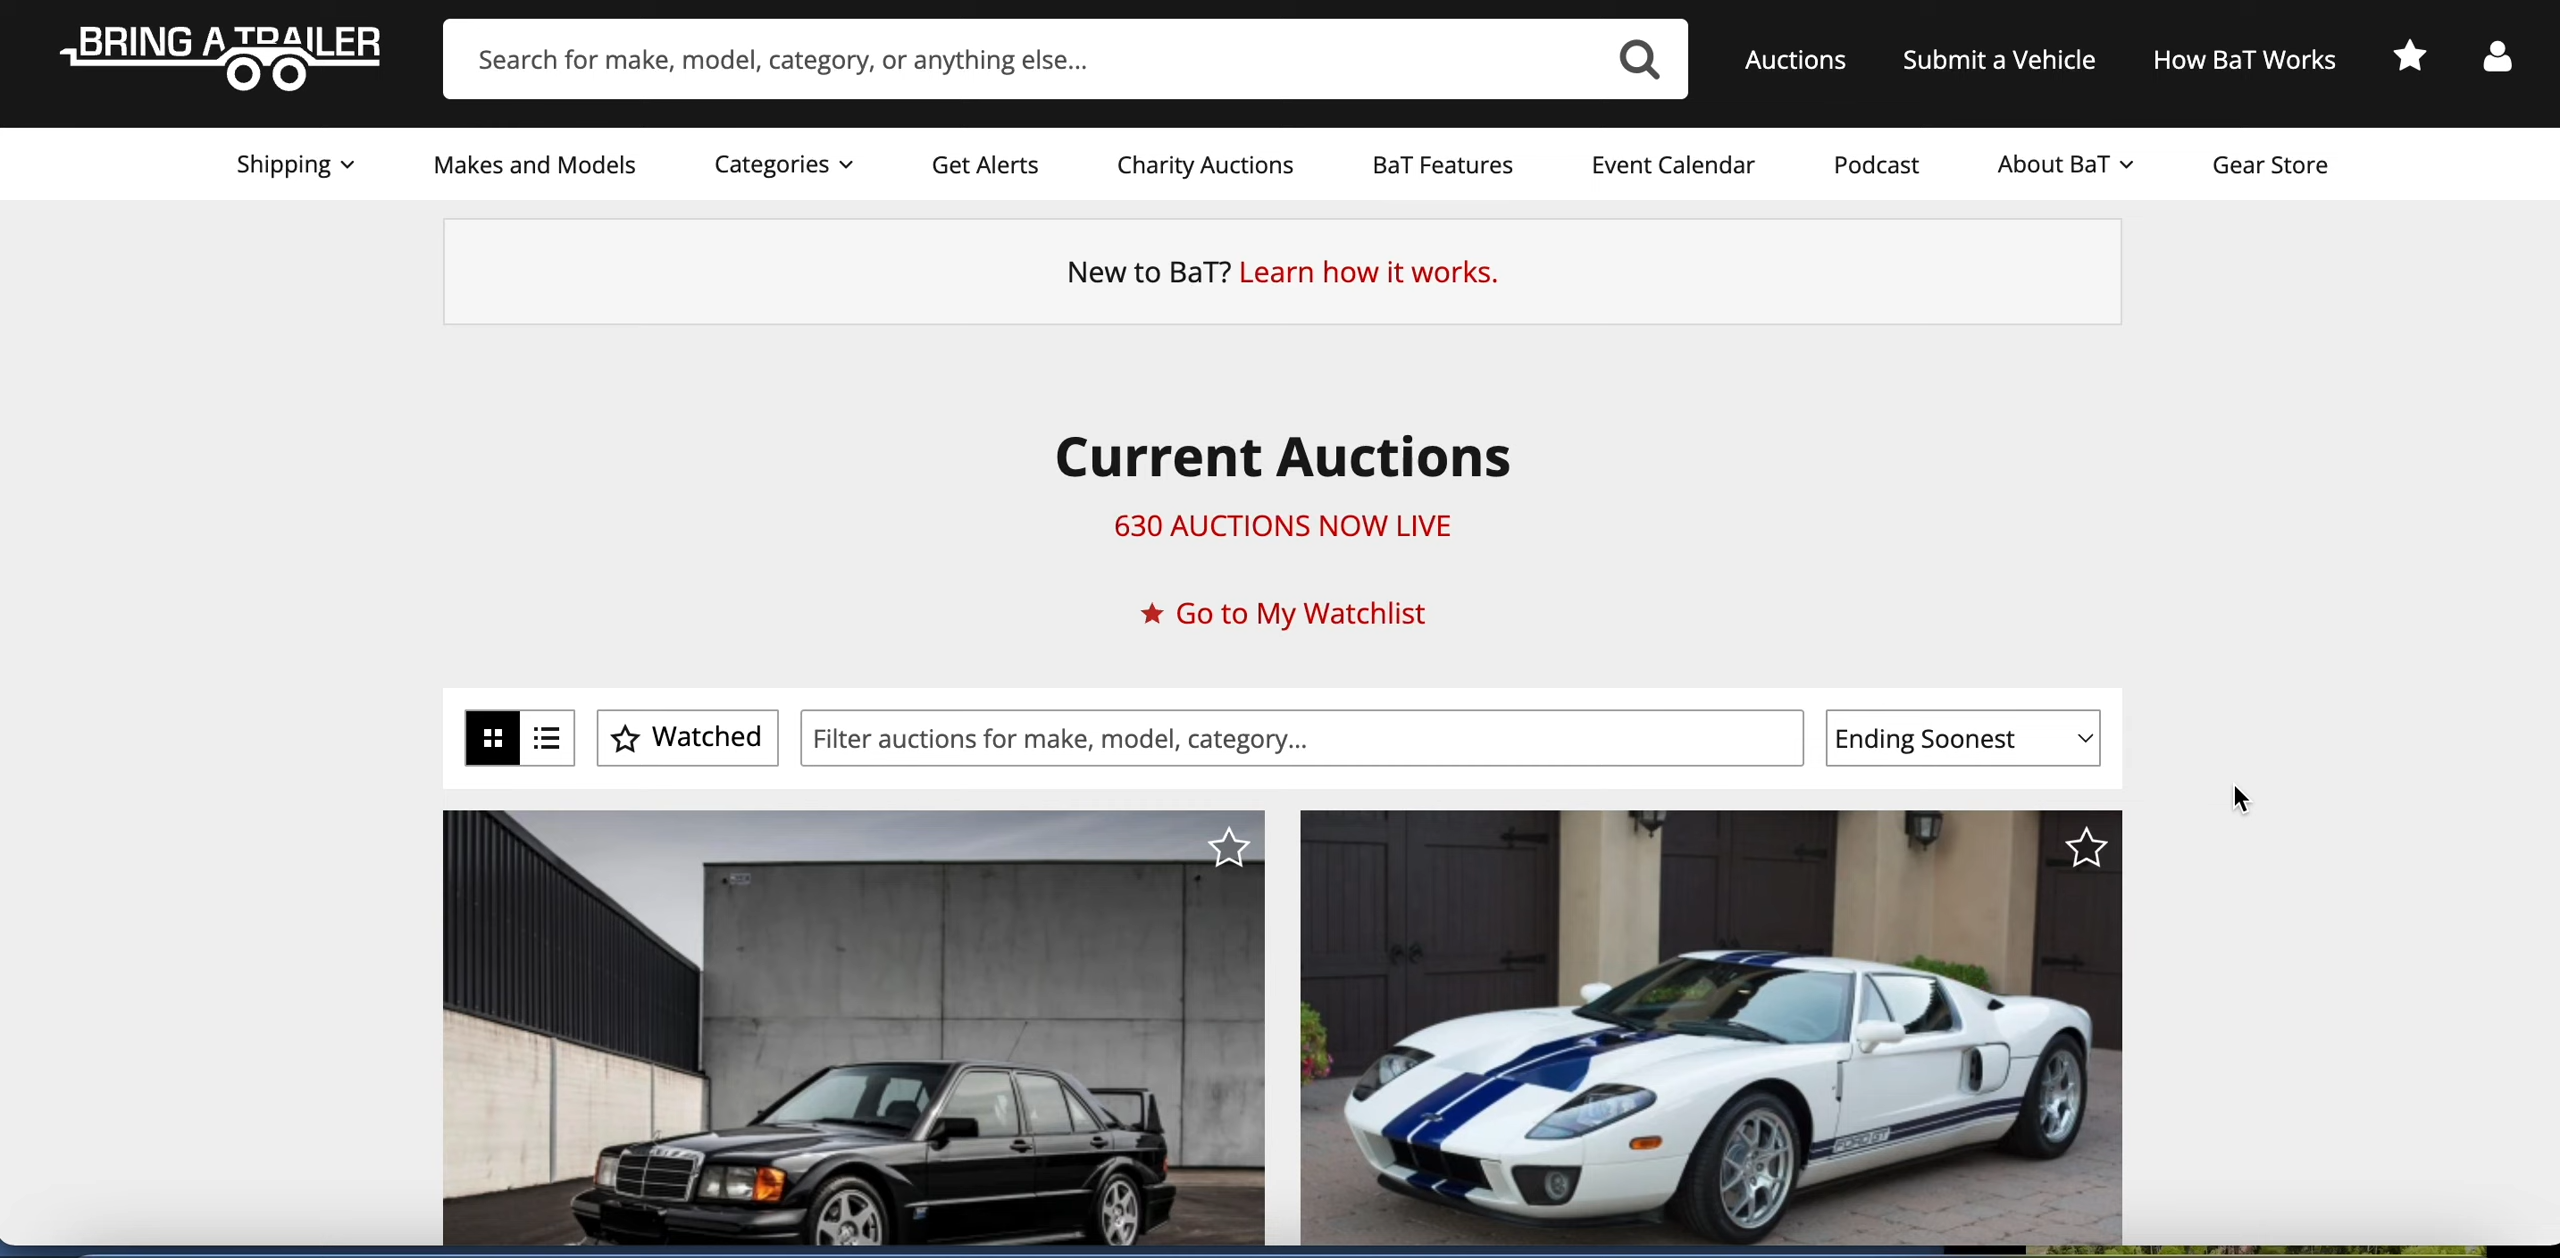 BRING A TRAILER
Search for make, model, category, or anything else...
Auctions
Submit a Vehicle
How BaT Works
Shipping
Makes and Models
Categories
Get Alerts
Charity Auctions
BaT Features
Event Calendar
Podcast
About BaT
Gear Store
New to BaT? Learn how it works.
Current Auctions
630 AUCTIONS NOW LIVE
Go to My Watchlist
Watched
Filter auctions for make, model, category...
Ending Soonest
FORD GT